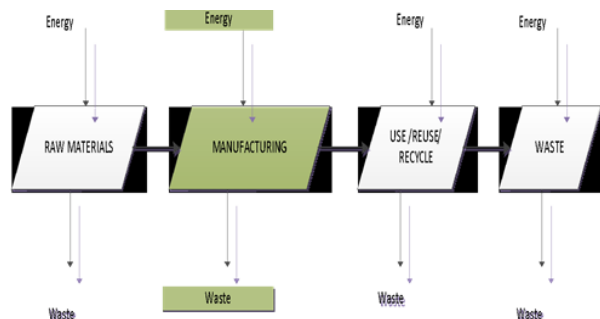 Energy
Energy
Energy
Energy
RAW MATERIALS
MANUFACTURING
USE /REUSE/
RECYCLE
WASTE
Waste
Waste
Waste
Waste